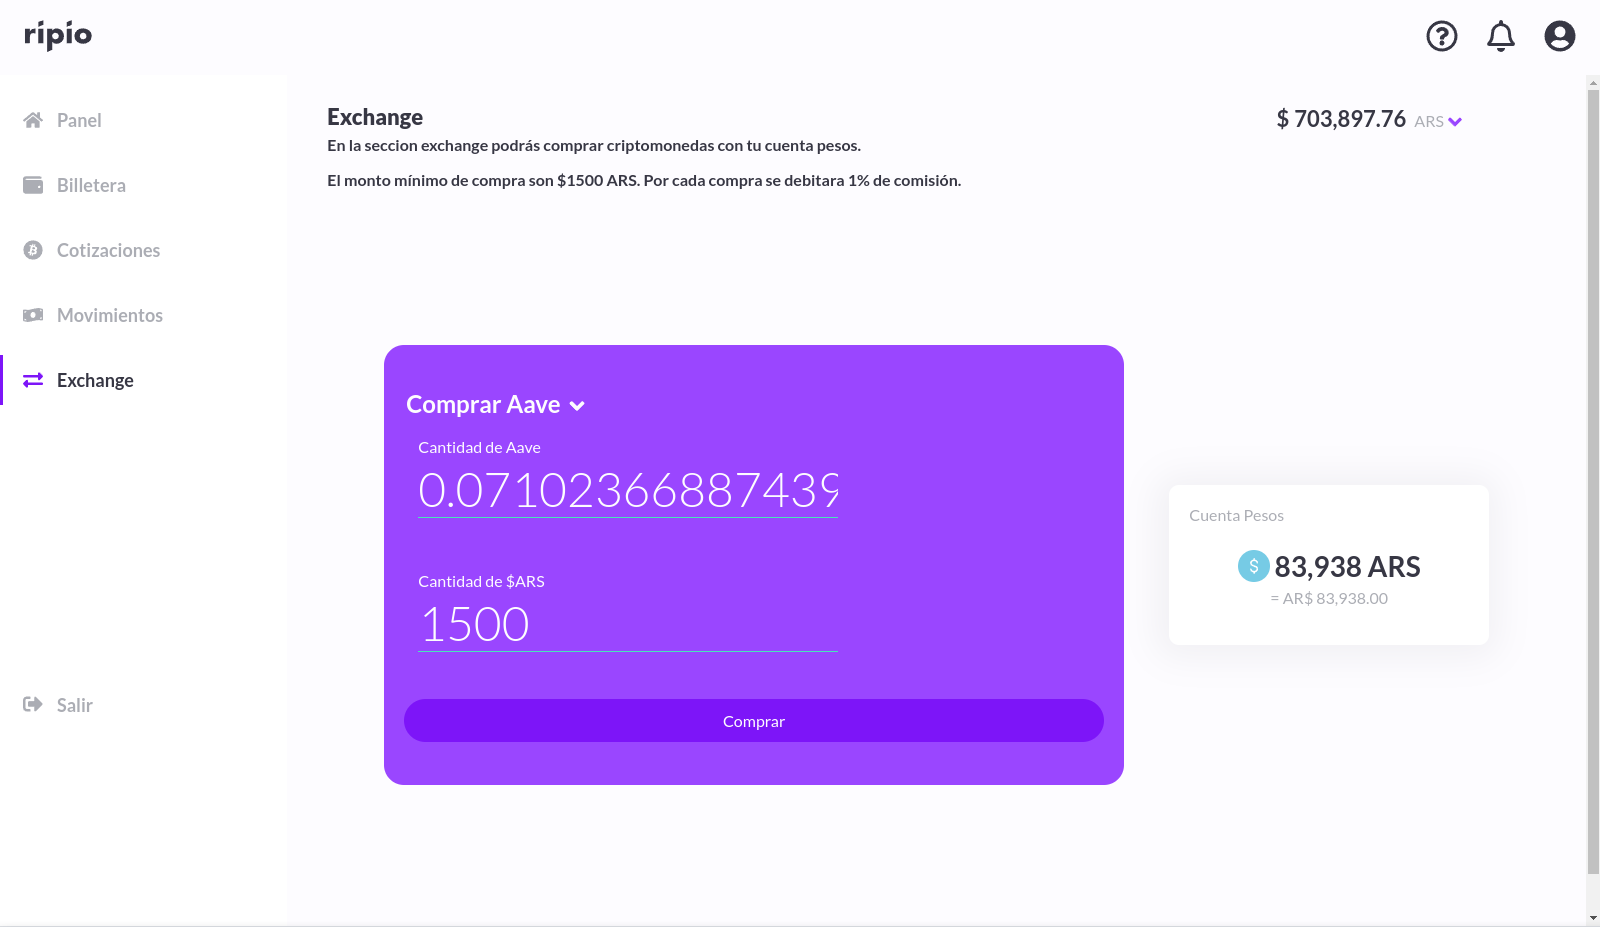 ripio
Panel
Billetera
Cotizaciones
Movimientos
Exchange
Salir
Exchange
$ 703,897.76 ARS
En la seccion exchange podrás comprar criptomonedas con tu cuenta pesos.
El monto mínimo de compra son $1500 ARS. Por cada compra se debitara 1% de comisión.
Comprar Aave
Cantidad de Aave
0.07102366887439
Cantidad de $ARS
1500
Comprar
Cuenta Pesos
$ 83,938 ARS
= AR$ 83,938.00